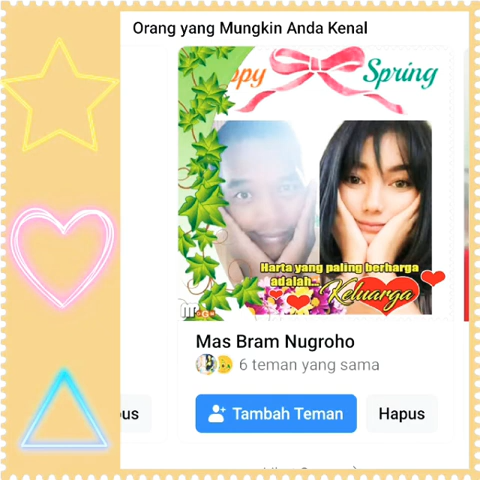 Orang yang Mungkin Anda Kenal
ppy Spring
Harta yang paling berharga
adalah...
Keluarga
Mas Bram Nugroho
6 teman yang sama
us
Tambah Teman
Hapus